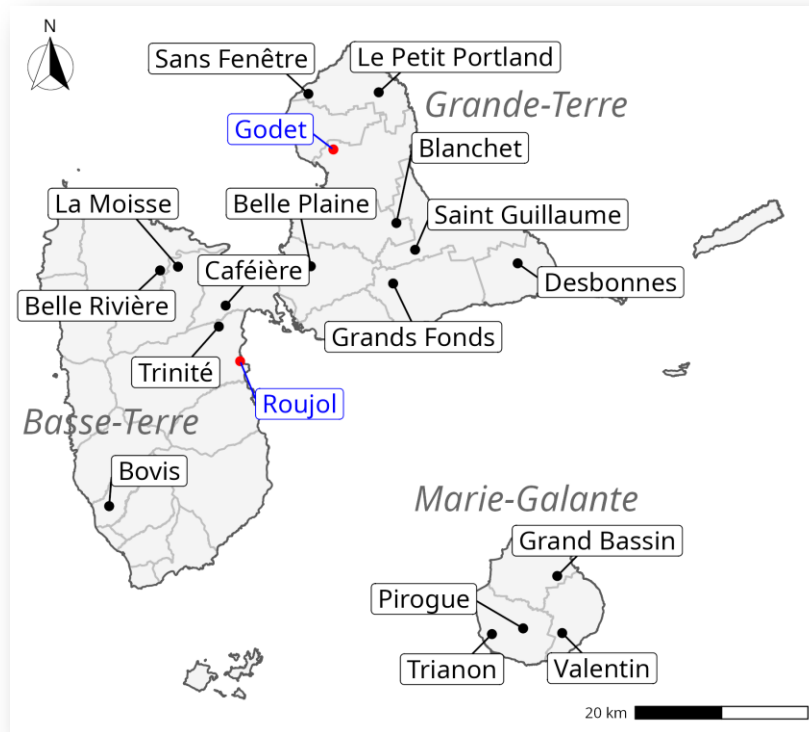 N
Sans Fenêtre
Le Petit Portland
Grande-Terre
Godet
Blanchet
La Moisse
Belle Plaine
Saint Guillaume
Caféière
Desbonnes
Belle Rivière
Grands Fonds
Trinité
Roujol
Basse-Terre
Bovis
Marie-Galante
Grand Bassin
Pirogue
Trianon
Valentin
20 km